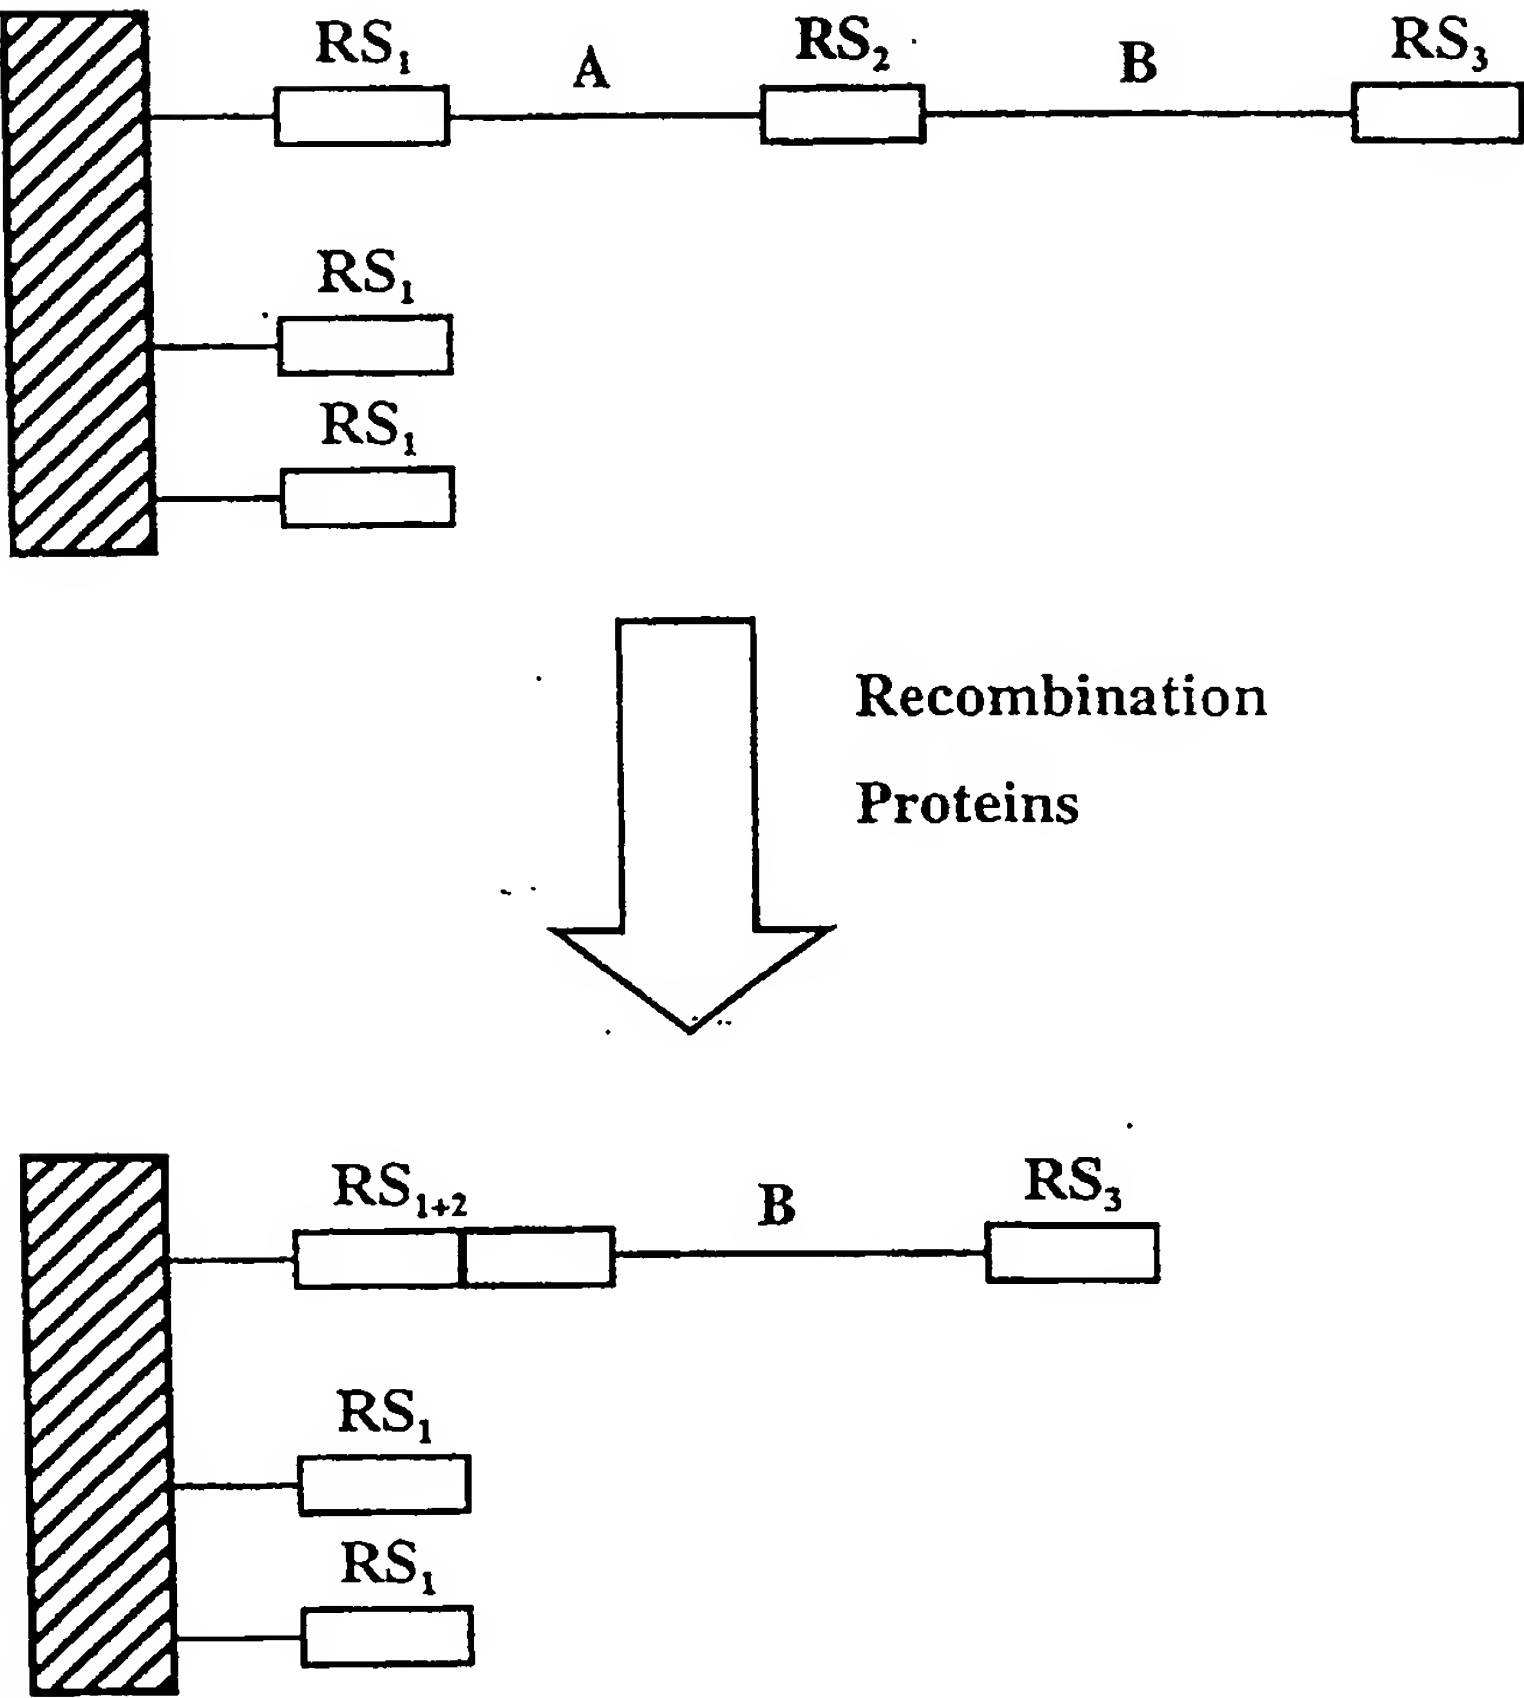 RS₁ A RS₂ B RS₃
RS₁
RS₁
Recombination
Proteins
RS₁₊₂ B RS₃
RS₁
RS₁